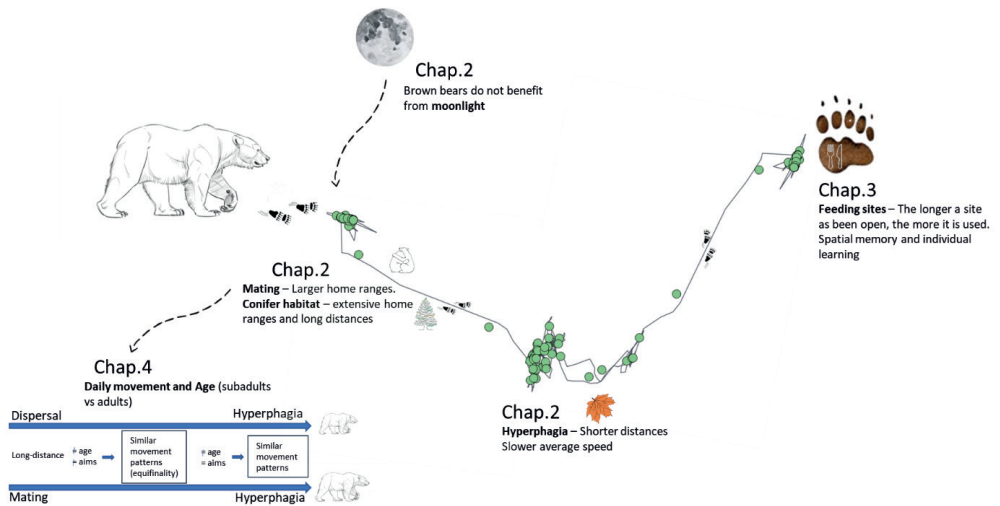 Chap.2
Brown bears do not benefit
from moonlight
Chap.3
Feeding sites – The longer a site
as been open, the more it is used.
Spatial memory and individual
learning
Chap.2
Mating – Larger home ranges.
Conifer habitat – extensive home
ranges and long distances
Chap.4
Daily movement and Age (subadults
vs adults)
Chap.2
Hyperphagia – Shorter distances
Slower average speed
Dispersal
Hyperphagia
Long-distance
≠ age
≠ aims
Similar
movement
patterns
(equifinality)
≠ age
= aims
Similar
movement
patterns
Mating
Hyperphagia